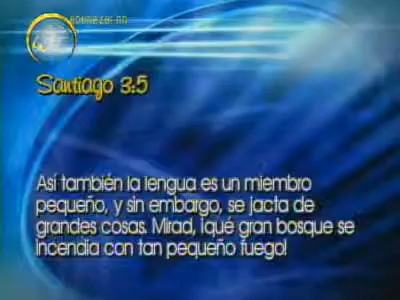 Santiago 3:5
Así también la lengua es un miembro
pequeño, y sin embargo, se jacta de
grandes cosas. Mirad, ¡qué gran bosque se
incendia con tan pequeño fuego!